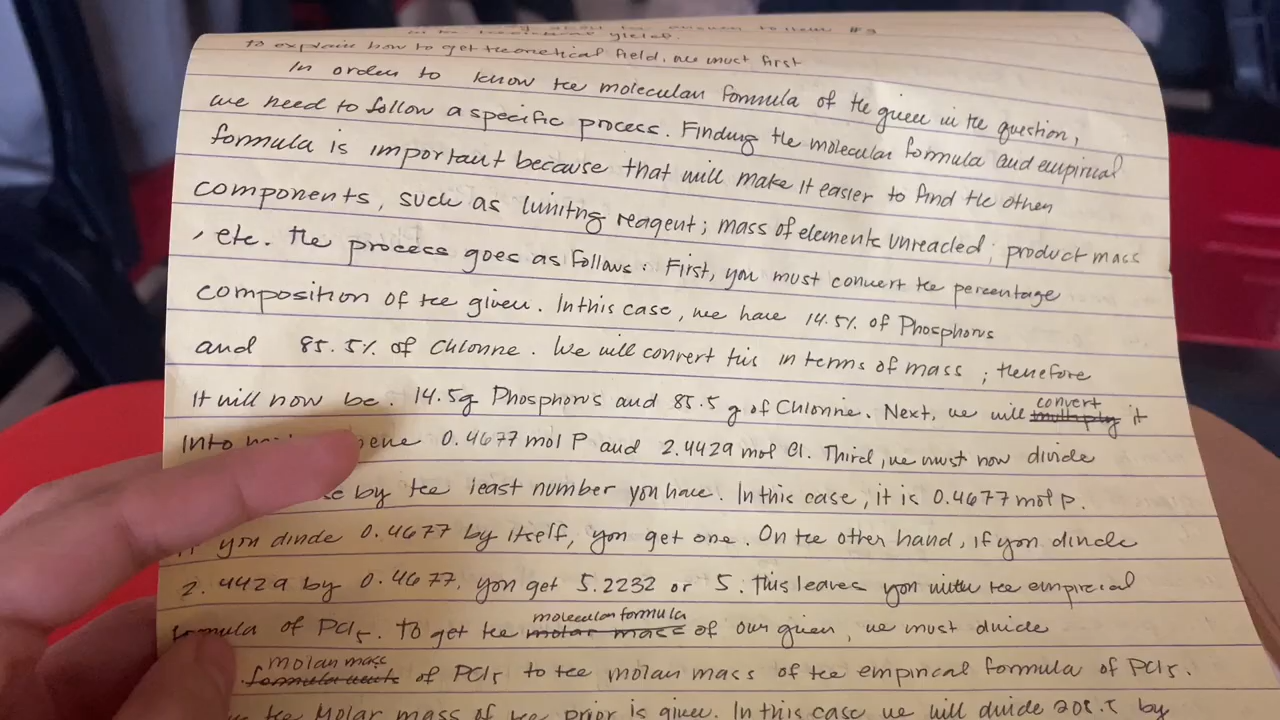 yield. #3
to explain how to get theoretical field, we must first
In order to know the molecular formula of the given in the question,
we need to follow a specific process. Finding the molecular formula and empirical
formula is important because that will make it easier to find the other
components, such as limiting reagent; mass of elements unreacted; product mass
, etc. The process goes as follows: First, you must convert the percentage
composition of the given. In this case, we have 14.5% of Phosphorus
and 85.5% of Chlorine. We will convert this in terms of mass; therefore
it will now be. 14.5g Phosphorus and 85.5 g of Chlorine. Next, we will convert it
into 0.4677 mol P and 2.4429 mol Cl. Third, we must now divide
by the least number you have. In this case, it is 0.4677 mol P.
you divide 0.4677 by itself, you get one. On the other hand, if you divide
2.4429 by 0.4677, you get 5.2232 or 5. This leaves you with the empirical
formula of PCl5. To get the molecular formula of our given, we must divide
molar mass of PCl5 to the molar mass of the empirical formula of PCl5.
the Molar mass of the prior is given. In this case we will divide 208.5 by